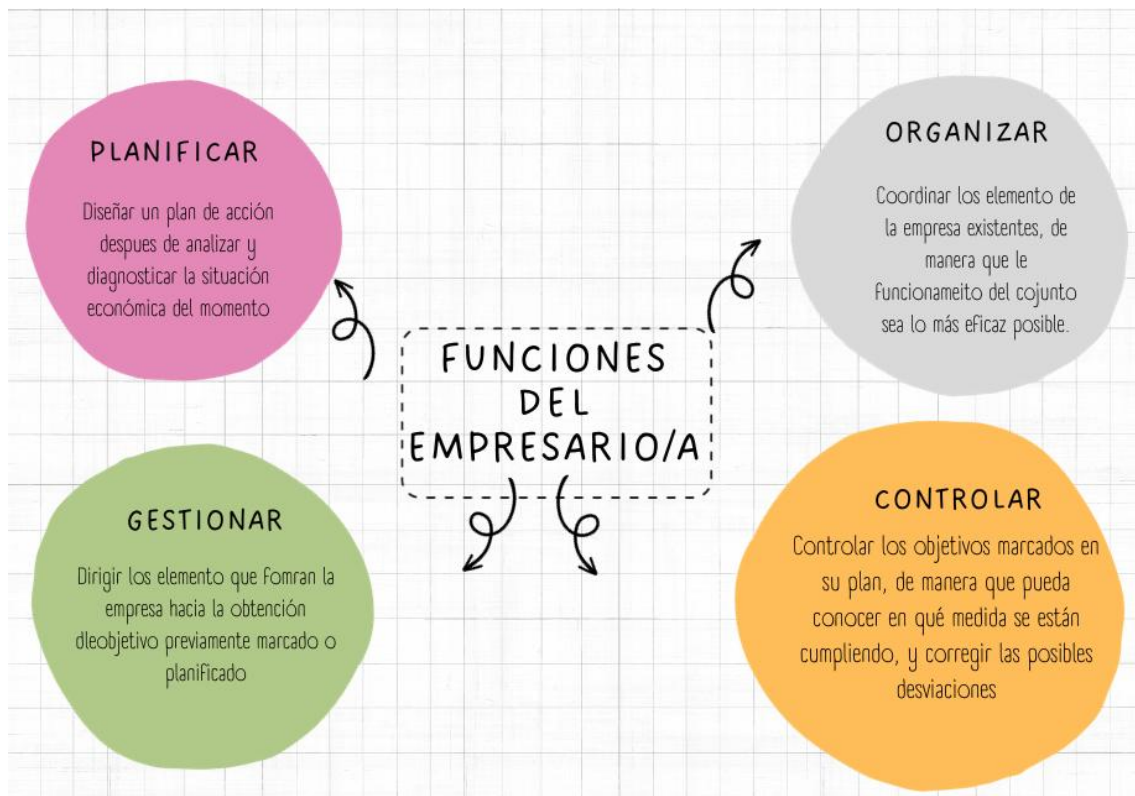 PLANIFICAR
Diseñar un plan de acción
despues de analizar y
diagnosticar la situación
económica del momento
ORGANIZAR
Coordinar los elemento de
la empresa existentes, de
manera que le
funcionameito del cojunto
sea lo más eficaz posible.
FUNCIONES
DEL
EMPRESARIO/A
GESTIONAR
Dirigir los elemento que fomran la
empresa hacia la obtención
dleobjetivo previamente marcado o
planificado
CONTROLAR
Controlar los objetivos marcados en
su plan, de manera que pueda
conocer en qué medida se están
cumpliendo, y corregir las posibles
desviaciones